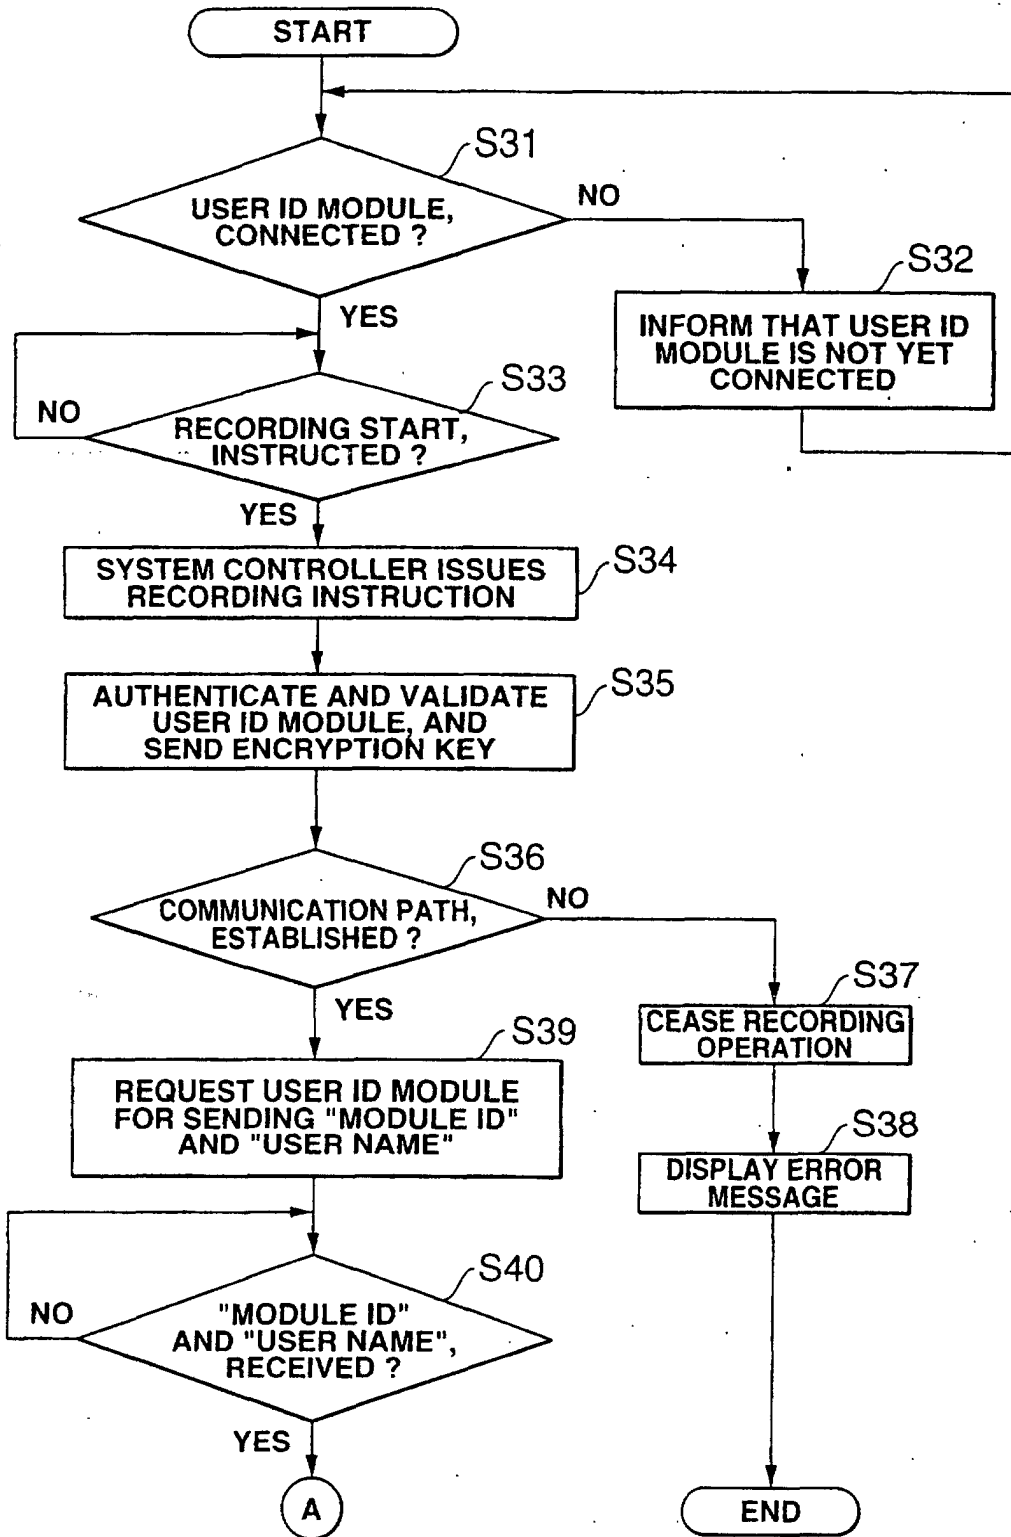 START
S31
USER ID MODULE,
CONNECTED ?
NO
S32
INFORM THAT USER ID
MODULE IS NOT YET
CONNECTED
YES
S33
NO
RECORDING START,
INSTRUCTED ?
YES
S34
SYSTEM CONTROLLER ISSUES
RECORDING INSTRUCTION
S35
AUTHENTICATE AND VALIDATE
USER ID MODULE, AND
SEND ENCRYPTION KEY
S36
COMMUNICATION PATH,
ESTABLISHED ?
NO
S37
CEASE RECORDING
OPERATION
S38
DISPLAY ERROR
MESSAGE
YES
S39
REQUEST USER ID MODULE
FOR SENDING "MODULE ID"
AND "USER NAME"
S40
NO
"MODULE ID"
AND "USER NAME",
RECEIVED ?
YES
A
END